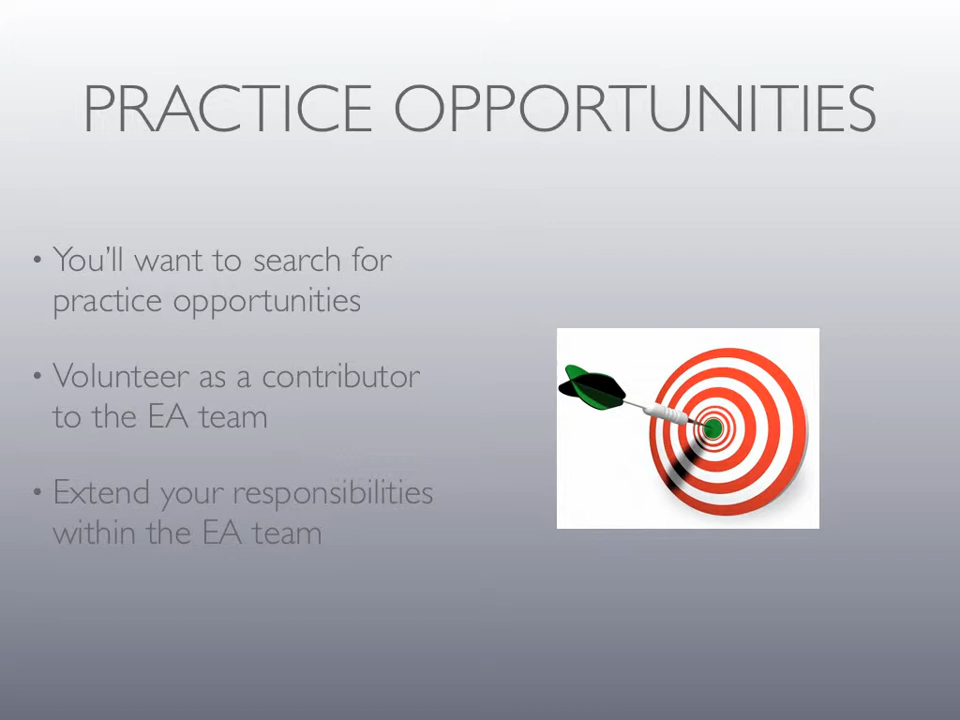 PRACTICE OPPORTUNITIES
• You'll want to search for
practice opportunities
• Volunteer as a contributor
to the EA team
• Extend your responsibilities
within the EA team